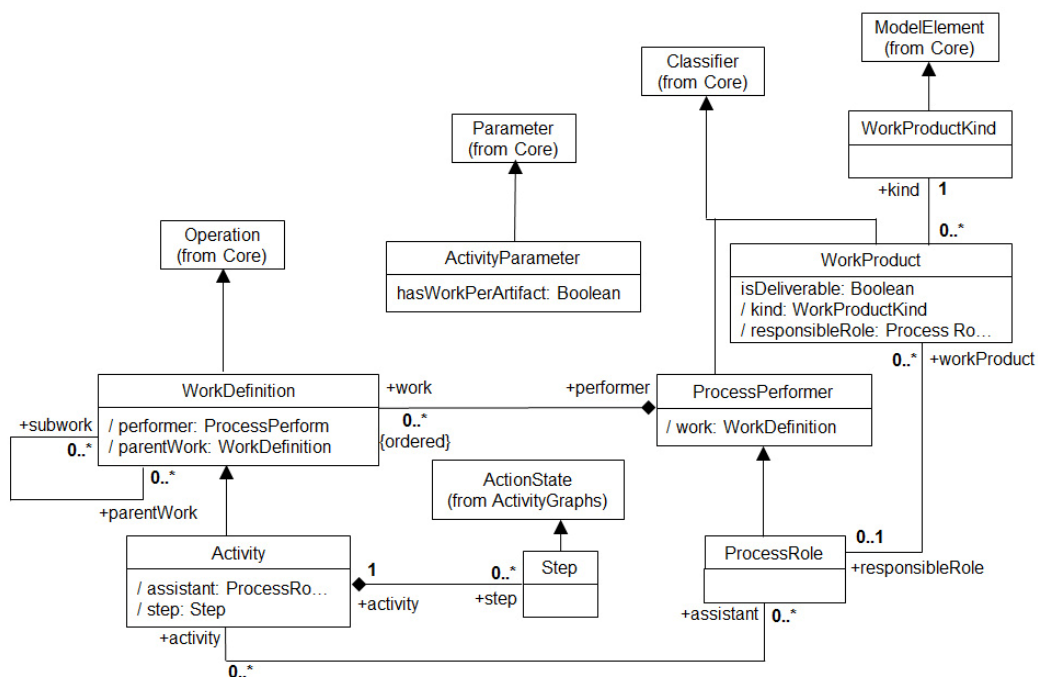 ModelElement
(from Core)
Classifier
(from Core)
WorkProductKind
Parameter
(from Core)
+kind
1
0..*
Operation
(from Core)
ActivityParameter
hasWorkPerArtifact: Boolean
WorkProduct
isDeliverable: Boolean
/ kind: WorkProductKind
/ responsibleRole: Process Ro...
0..*
+workProduct
WorkDefinition
/ performer: ProcessPerform
/ parentWork: WorkDefinition
+work
0..*
{ordered}
+performer
ProcessPerformer
/ work: WorkDefinition
+subwork
0..*
0..*
+parentWork
ActionState
(from ActivityGraphs)
Activity
/ assistant: ProcessRo...
/ step: Step
1
+activity
0..*
+step
Step
ProcessRole
0..1
+responsibleRole
+assistant
0..*
+activity
0..*